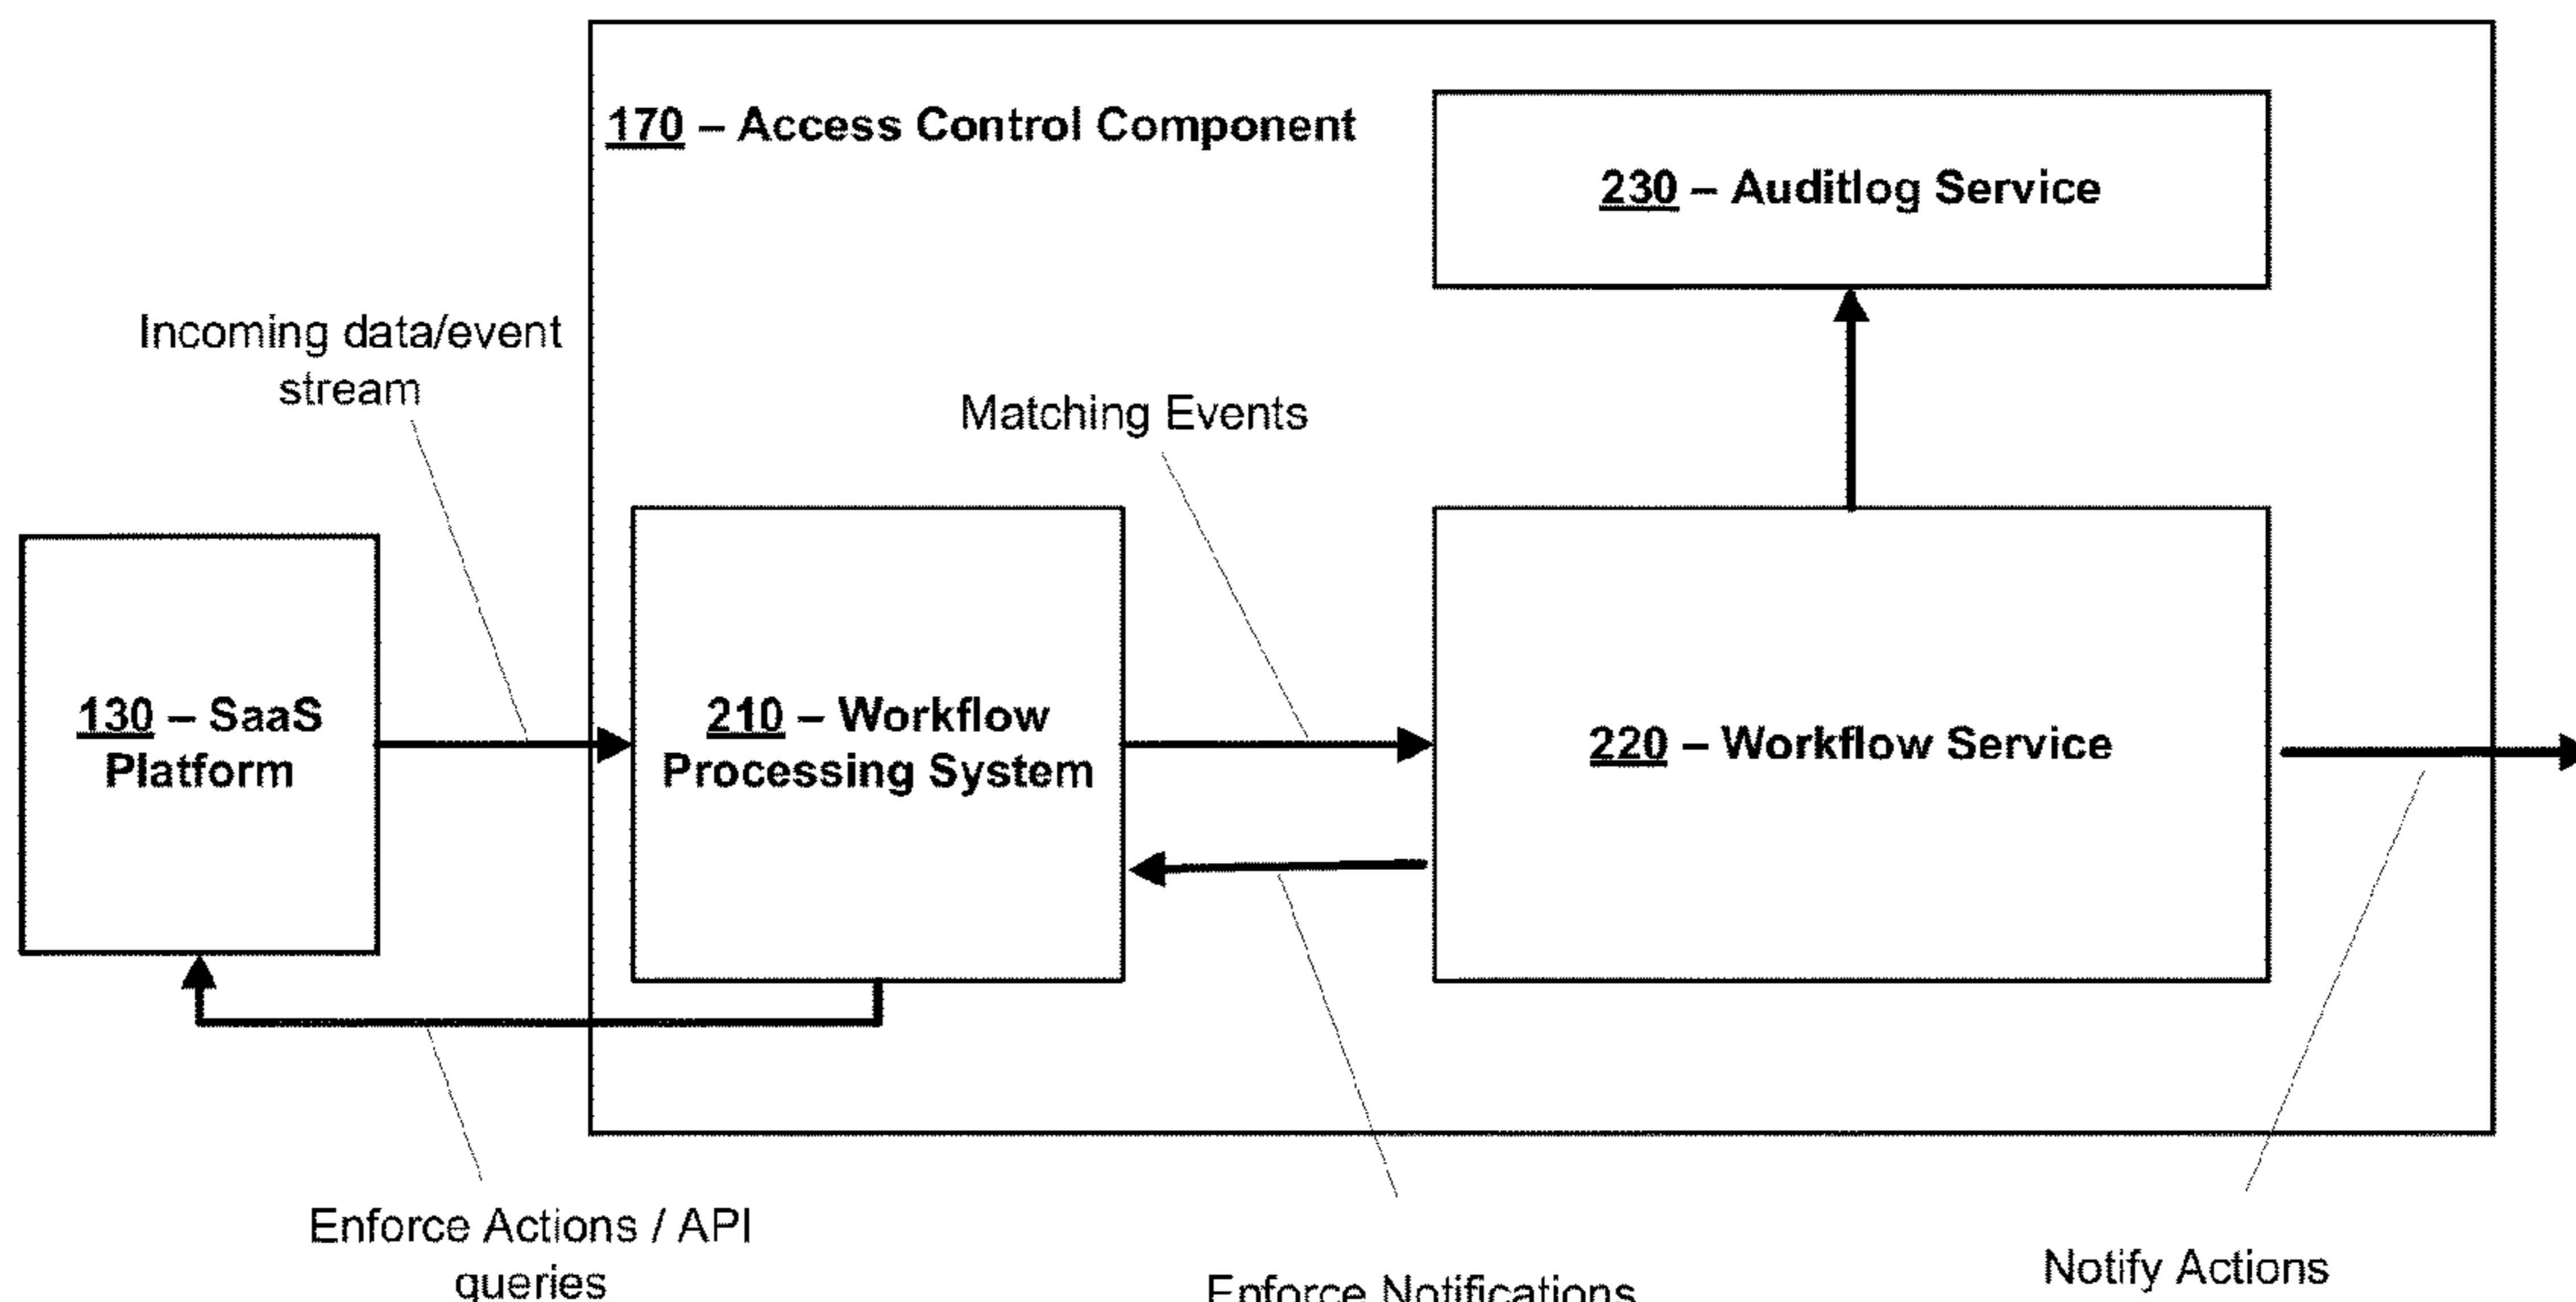 170 – Access Control Component
230 – Auditlog Service
Incoming data/event
stream
Matching Events
130 – SaaS
Platform
210 – Workflow
Processing System
220 – Workflow Service
Enforce Actions / API
queries
Enforce Notifications
Notify Actions